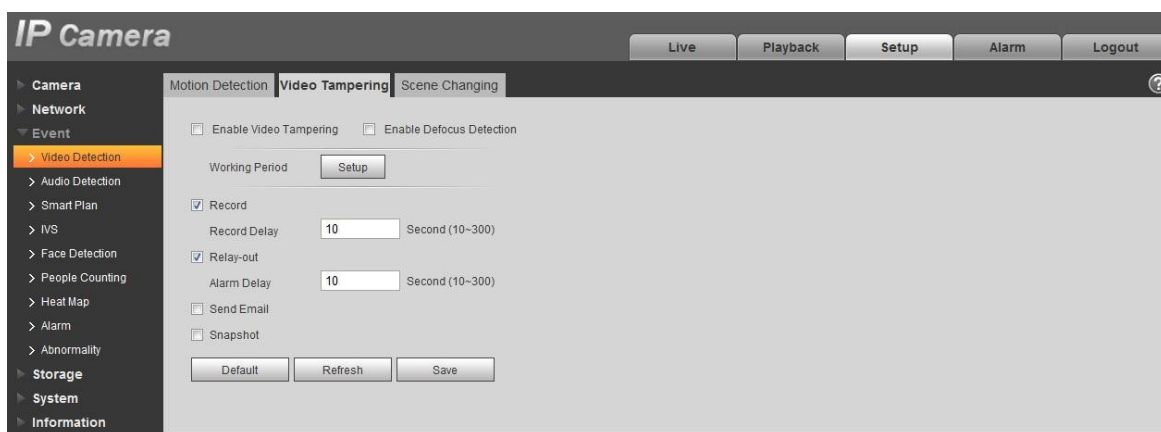 IP Camera
Live Playback Setup Alarm Logout
Camera
Network
Event
Video Detection
Audio Detection
Smart Plan
IVS
Face Detection
People Counting
Heat Map
Alarm
Abnormality
Storage
System
Information
Motion Detection Video Tampering Scene Changing
?
Enable Video Tampering Enable Defocus Detection
Working Period Setup
Record
Record Delay 10 Second (10~300)
Relay-out
Alarm Delay 10 Second (10~300)
Send Email
Snapshot
Default Refresh Save